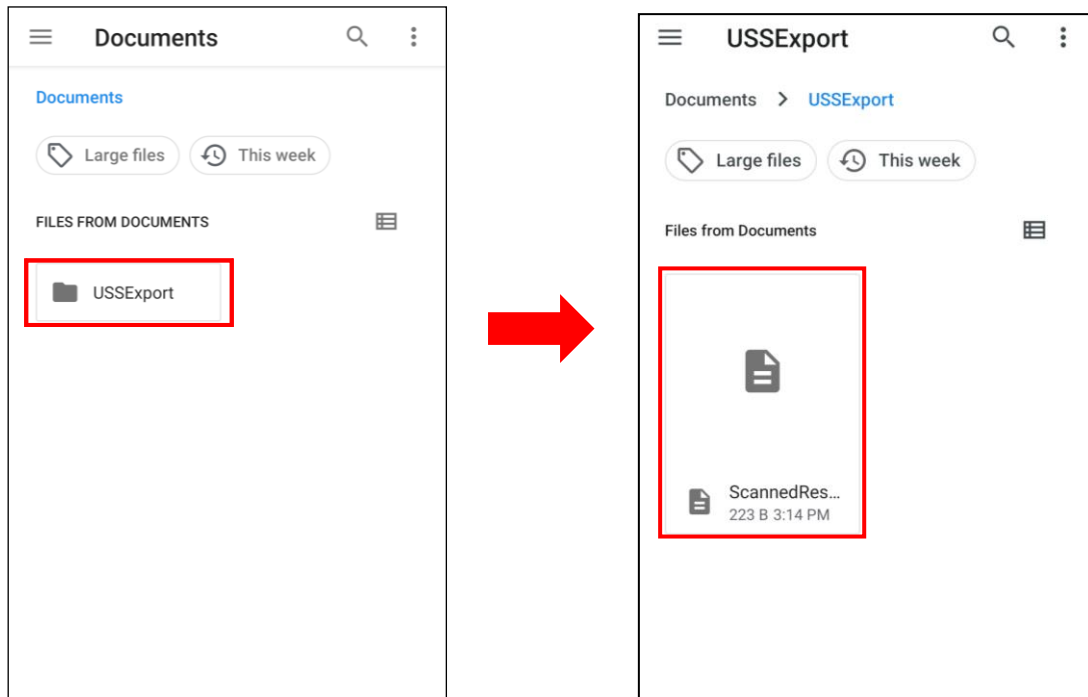 Documents
Documents
Large files
This week
FILES FROM DOCUMENTS
USSExport
USSExport
Documents > USSExport
Large files
This week
Files from Documents
ScannedRes...
223 B 3:14 PM